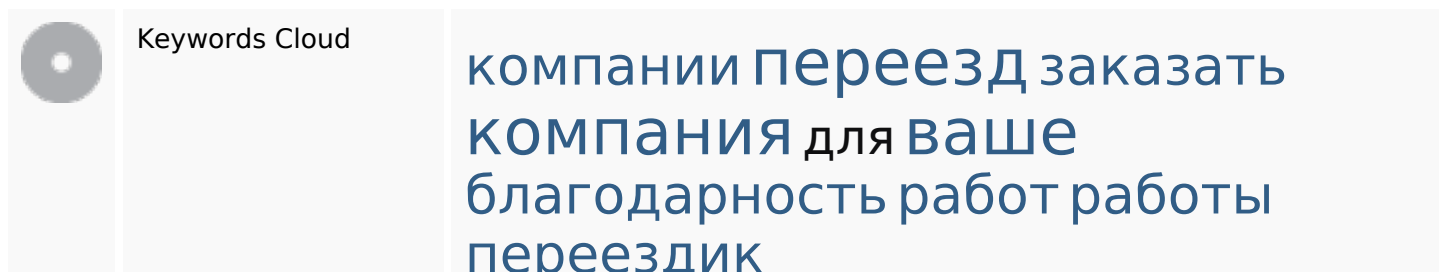 Keywords Cloud
компании переезд заказать
компания для ваше
благодарность работ работы
переездик